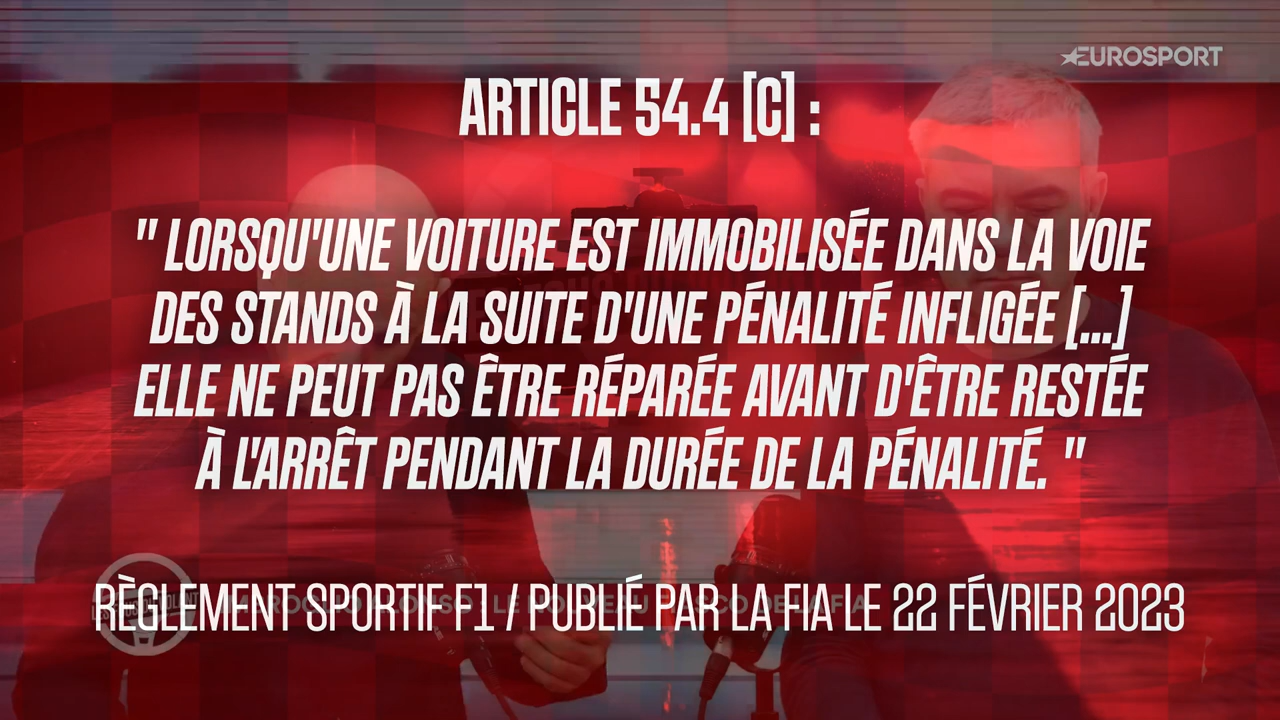 EUROSPORT
ARTICLE 54.4 [C] :
" LORSQU'UNE VOITURE EST IMMOBILISÉE DANS LA VOIE
DES STANDS À LA SUITE D'UNE PÉNALITÉ INFLIGÉE [...]
ELLE NE PEUT PAS ÊTRE RÉPARÉE AVANT D'ÊTRE RESTÉE
À L'ARRÊT PENDANT LA DURÉE DE LA PÉNALITÉ. "
RÈGLEMENT SPORTIF F1 / PUBLIÉ PAR LA FIA LE 22 FÉVRIER 2023